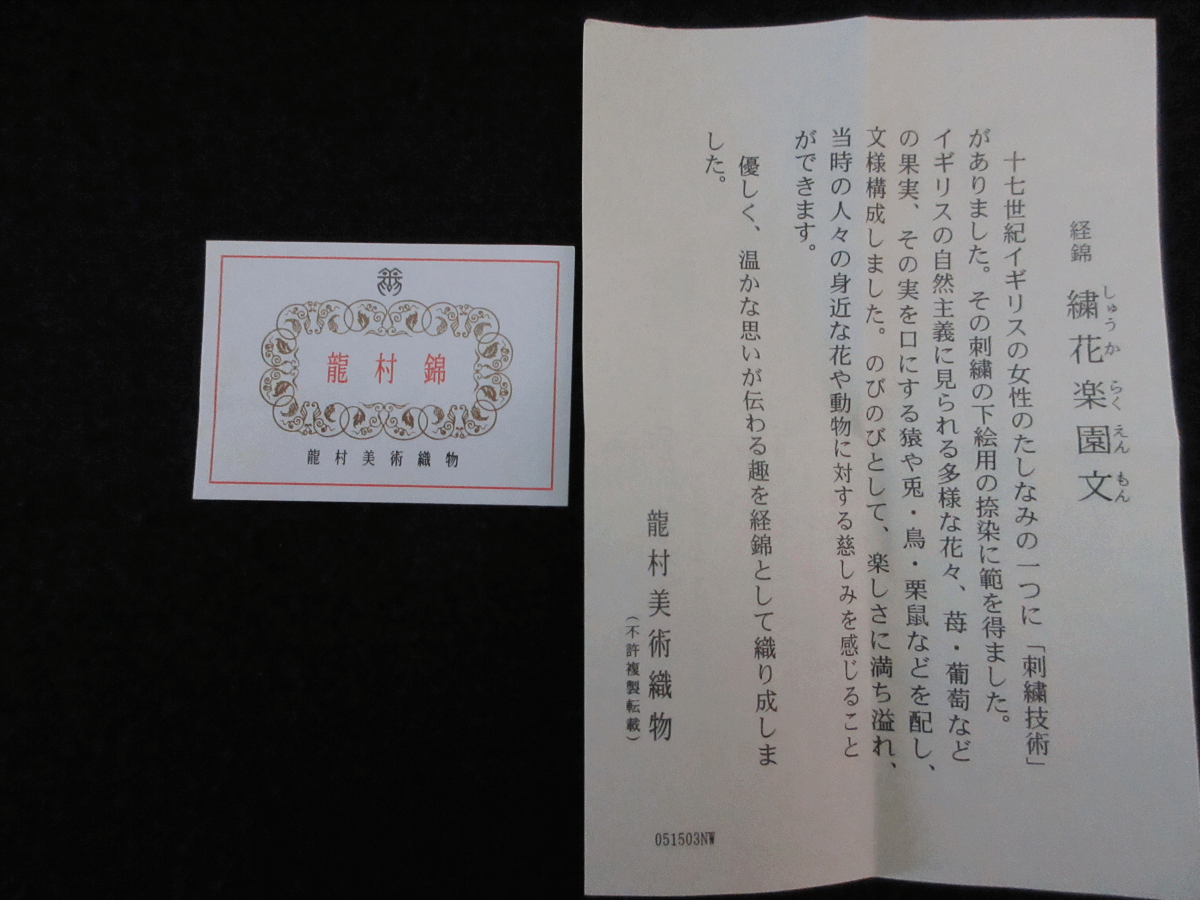 龍村錦
龍村美術織物
経錦 繍花楽園文
しゅうか らくえん もん
十七世紀イギリスの女性のたしなみの一つに「刺繍技術」
がありました。その刺繍の下絵用の捺染に範を得ました。
イギリスの自然主義に見られる多様な花々、苺・葡萄など
の果実、その実を口にする猿や兎・鳥・栗鼠などを配し、
文様構成しました。のびのびとして、楽しさに満ち溢れ、
当時の人々の身近な花や動物に対する慈しみを感じること
ができます。
優しく、温かな思いが伝わる趣を経錦として織り成しま
した。
龍村美術織物
（不許複製転載）
051503NW